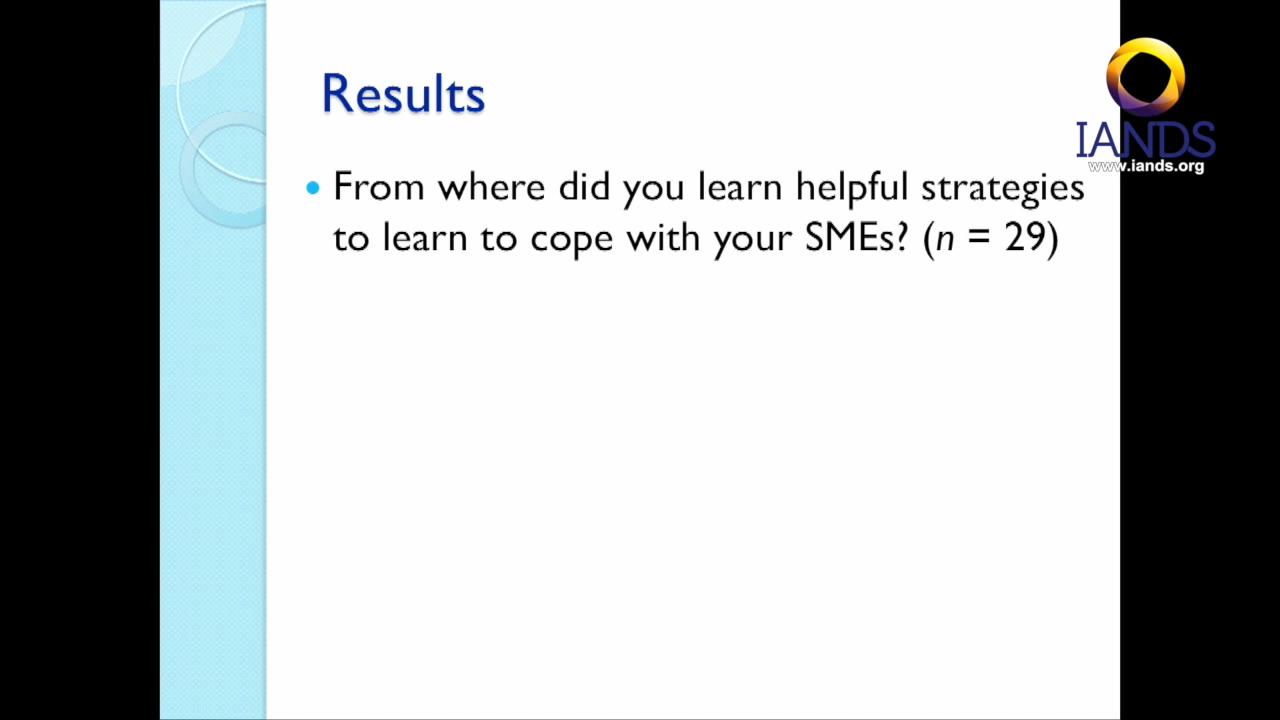 Results
From where did you learn helpful strategies
to learn to cope with your SMEs? (n = 29)
IANDS
www.iands.org